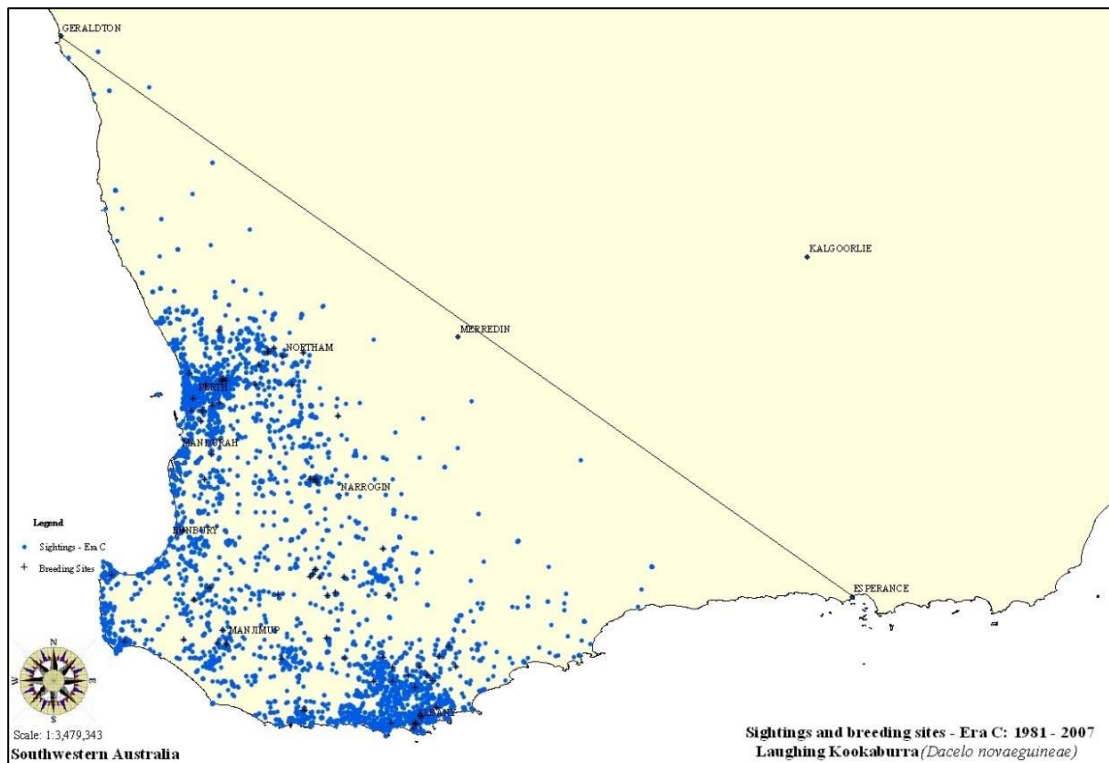 GERALDTON
KALGOORLIE
MERREDIN
NORTHAM
PERTH
MANDURAH
NARROGIN
Legend
BUNBURY
Sightings - Era C
Breeding Sites
ESPERANCE
MANJIMUP
N
W E
S
ALBANY
Scale: 1:3,479,343
Southwestern Australia
Sightings and breeding sites - Era C: 1981 - 2007
Laughing Kookaburra (Dacelo novaeguineae)